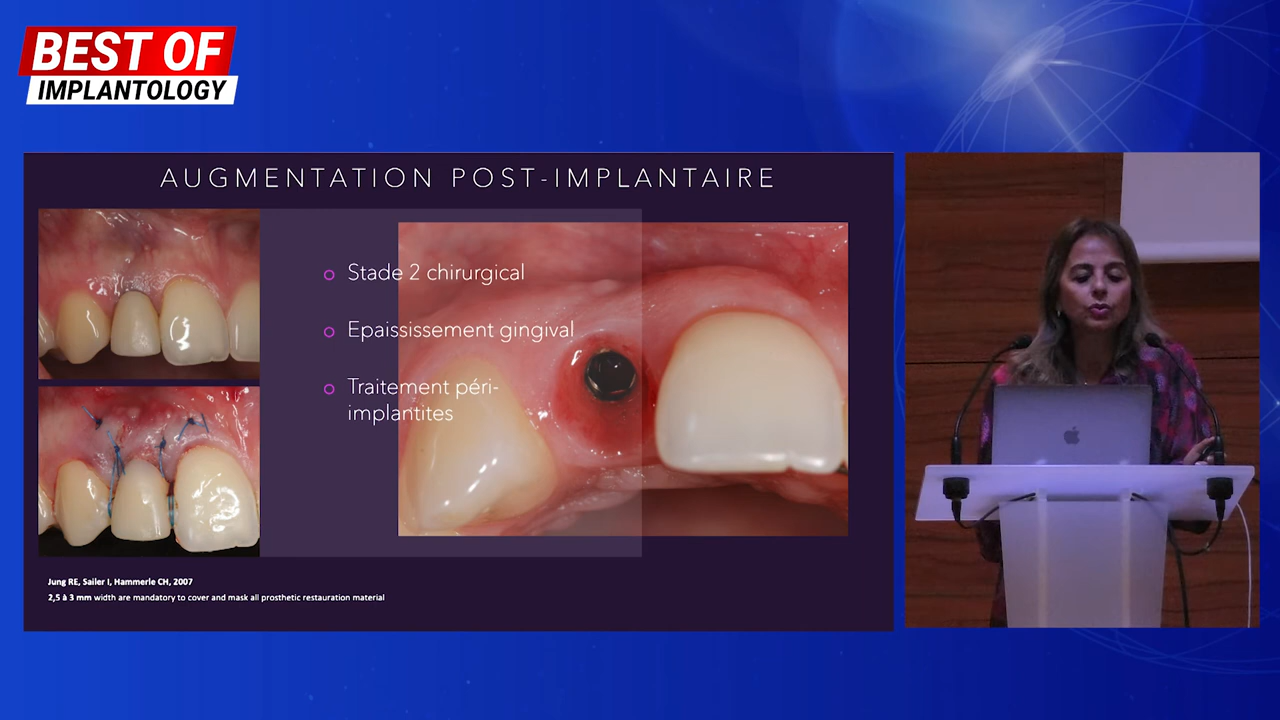 BEST OF
IMPLANTOLOGY
AUGMENTATION POST-IMPLANTAIRE
Stade 2 chirurgical
Epaississement gingival
Traitement péri-
implantites
Jung RE, Sailer I, Hammerle CH, 2007
2,5 à 3 mm width are mandatory to cover and mask all prosthetic restauration material